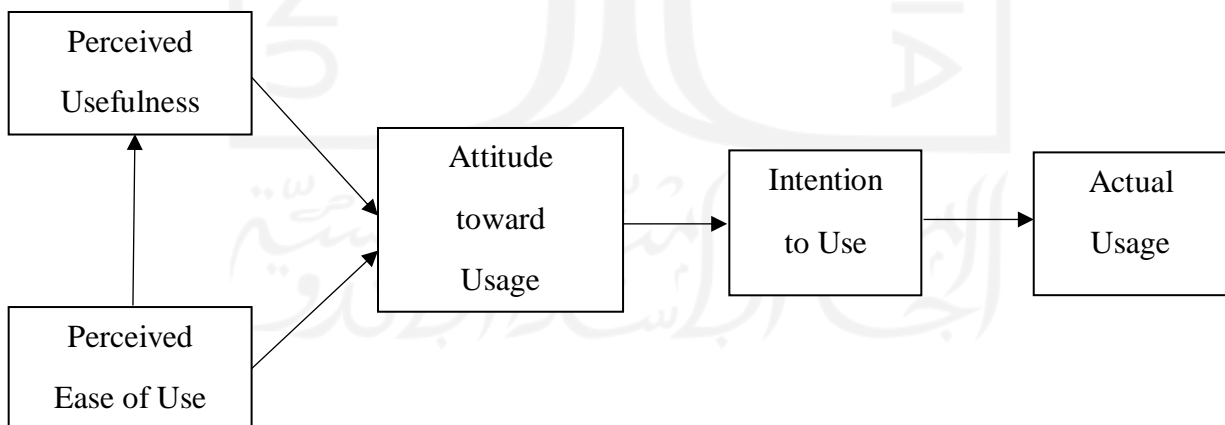 Perceived
Usefulness
Attitude
toward
Usage
Intention
to Use
Actual
Usage
Perceived
Ease of Use